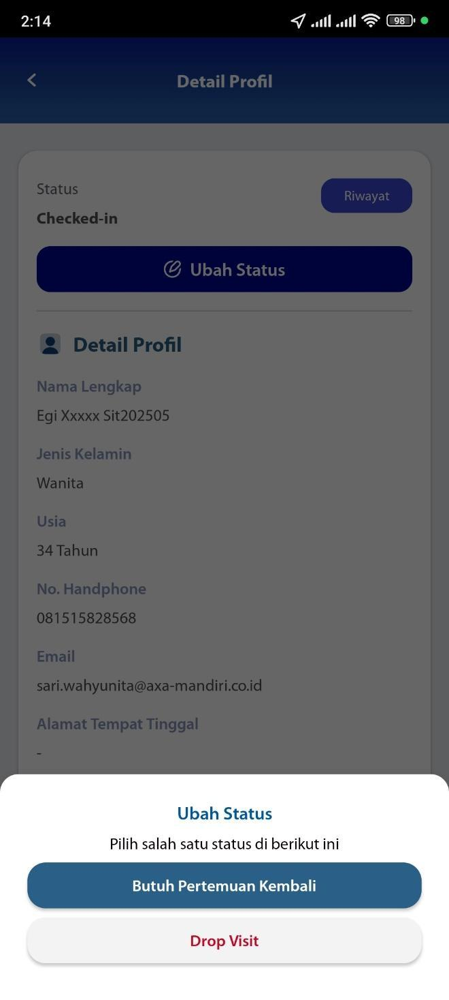 2:14
98
Detail Profil
Status
Riwayat
Checked-in
Ubah Status
Detail Profil
Nama Lengkap
Egi Xxxxx Sit202505
Jenis Kelamin
Wanita
Usia
34 Tahun
No. Handphone
081515828568
Email
sari.wahyunita@axa-mandiri.co.id
Alamat Tempat Tinggal
-
Ubah Status
Pilih salah satu status di berikut ini
Butuh Pertemuan Kembali
Drop Visit